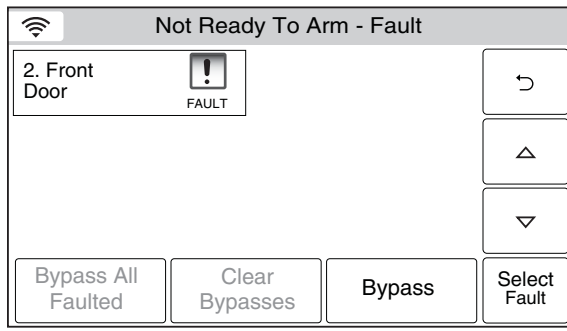 Not Ready To Arm - Fault
2. Front
Door
FAULT
Bypass All
Faulted
Clear
Bypasses
Bypass
Select
Fault